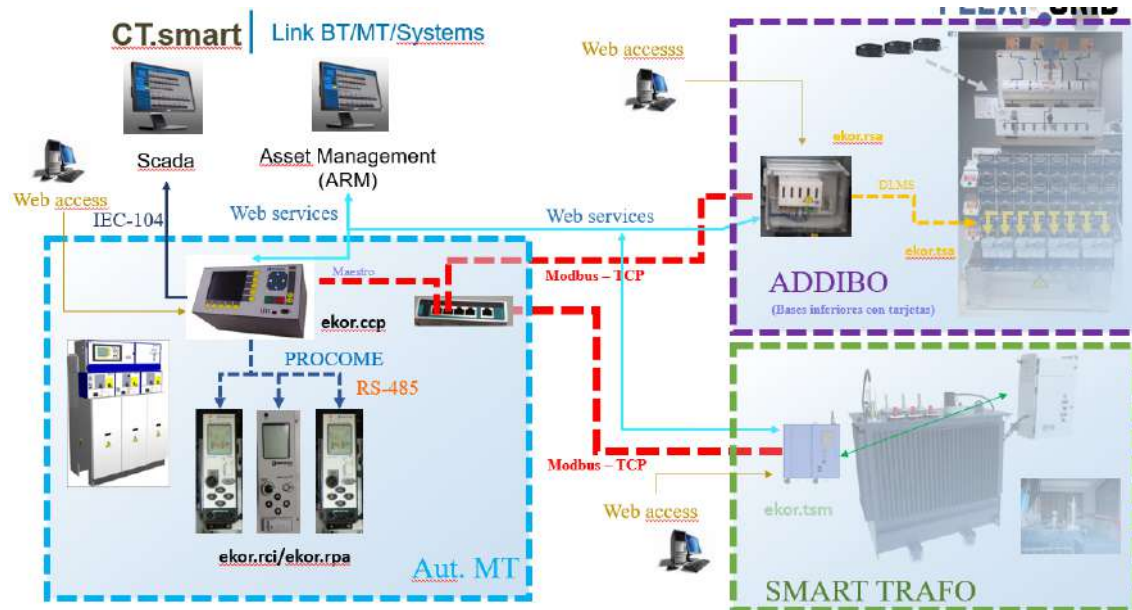 CT.smart
Link BT/MT/Systems
Web accesss
ekor.rsa
Scada
Asset Management
(ARM)
Web access
IEC-104
Web services
Web services
DLMS
ekor.tsa
Maestro
Modbus – TCP
ADDIBO
(Bases inferiores con tarjetas)
ekor.ccp
PROCOME
RS-485
Modbus – TCP
Web access
ekor.tsm
ekor.rci/ekor.rpa
Aut. MT
SMART TRAFO